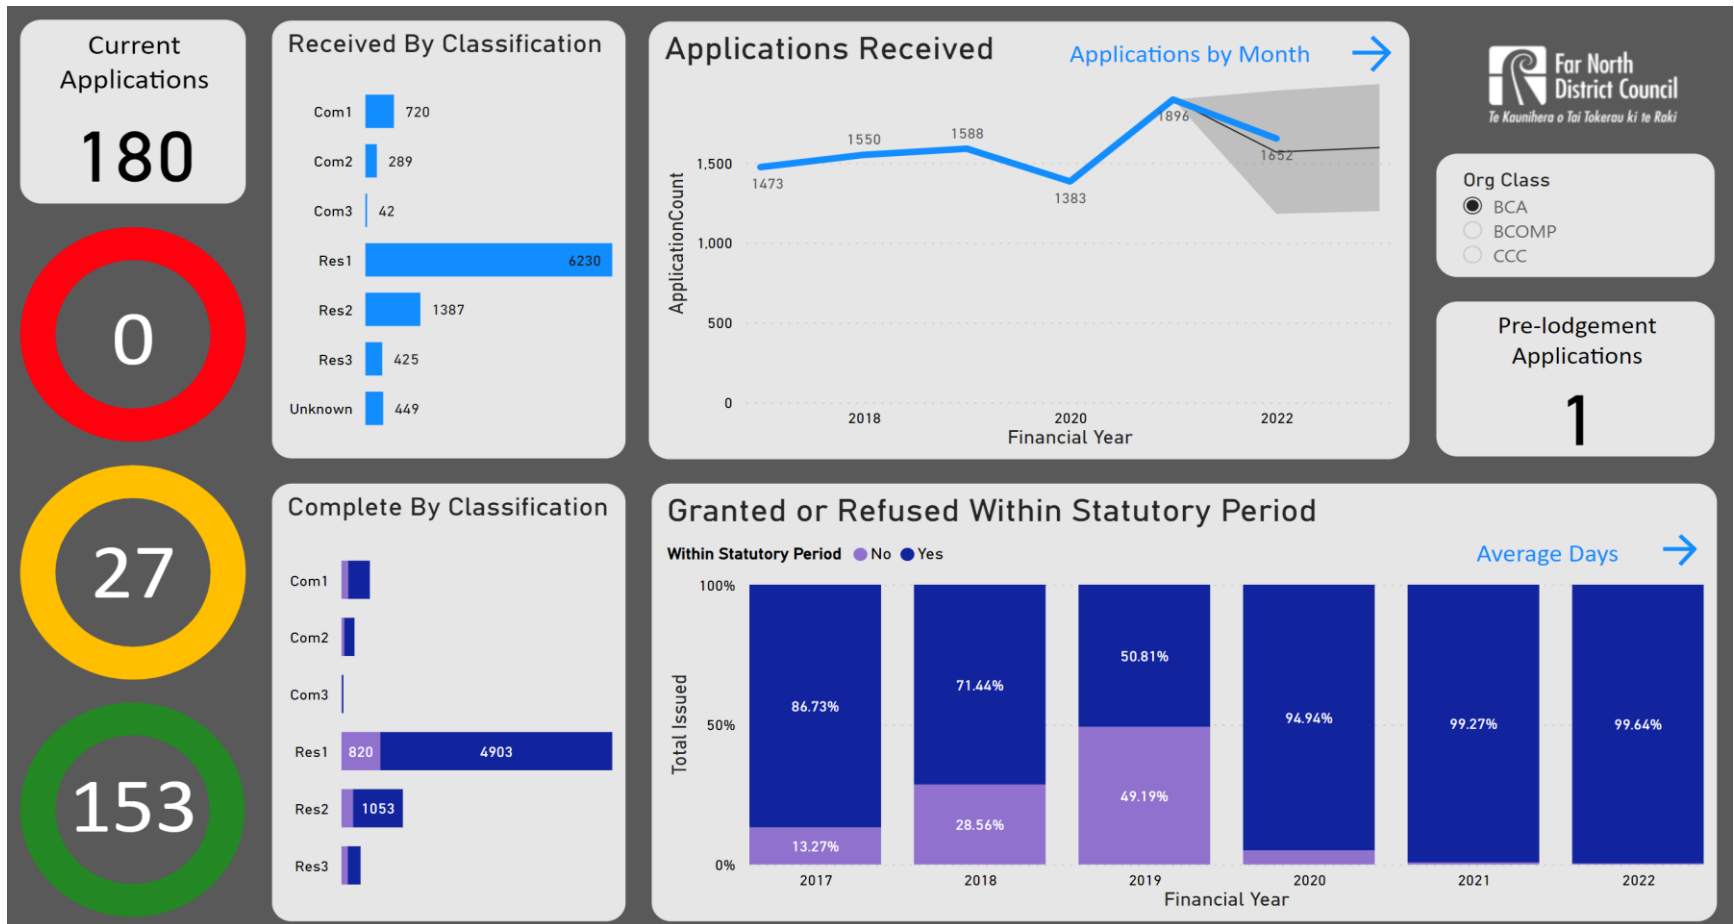 Current
Applications
180
0
27
153
Received By Classification
Com1 720
Com2 289
Com3 42
Res1 6230
Res2 1387
Res3 425
Unknown 449
Complete By Classification
Com1
Com2
Com3
Res1 820 4903
Res2 1053
Res3
Applications Received
Applications by Month
ApplicationCount
1,500
1,000
500
0
1473
1550
1588
1383
1896
1652
2018 2020 2022
Financial Year
Far North
District Council
Te Kaunihera o Tai Tokerau ki te Raki
Org Class
BCA
BCOMP
CCC
Pre-lodgement
Applications
1
Granted or Refused Within Statutory Period
Within Statutory Period No Yes
Average Days
Total Issued
100%
50%
0%
86.73%
13.27%
71.44%
28.56%
50.81%
49.19%
94.94%
99.27%
99.64%
2017 2018 2019 2020 2021 2022
Financial Year